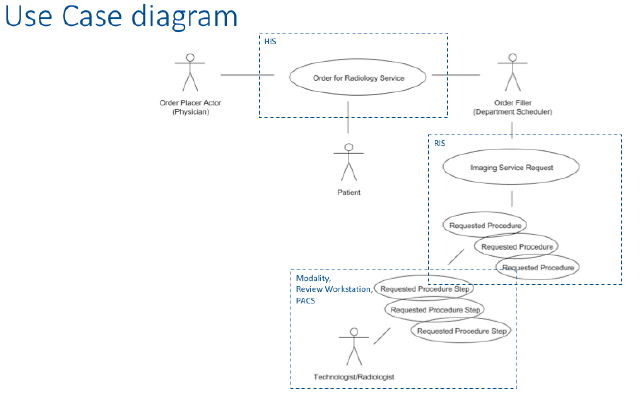 Use Case diagram
HIS
Order for Radiology Service
Order Placer Actor
(Physician)
Order Filler
(Department Scheduler)
Patient
RIS
Imaging Service Request
Requested Procedure
Requested Procedure
Requested Procedure
Modality,
Review Workstation,
PACS
Requested Procedure Step
Requested Procedure Step
Requested Procedure Step
Technologist/Radiologist